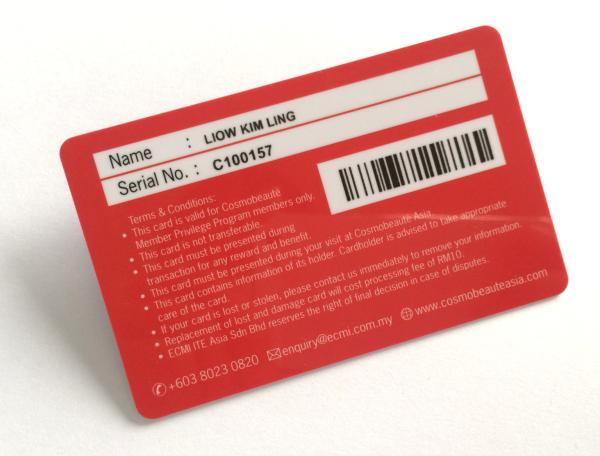 Name : LIOW KIM LING
Serial No. : C100157
Terms & Conditions:
• This card is valid for Cosmobeauté
Member Privilege Program members only.
• This card is not transferable.
• This card must be presented during
transaction for any reward and benefit.
• This card must be presented during your visit at Cosmobeauté Asia
• This card contains information of its holder. Cardholder is advised to take appropriate
care of the card.
• If your card is lost or stolen, please contact us immediately to remove your information.
• Replacement of lost and damage card will cost processing fee of RM10.
• ECMI ITE Asia Sdn Bhd reserves the right of final decision in case of disputes.
+603 8023 0820 enquiry@ecmi.com.my www.cosmobeauteasia.com